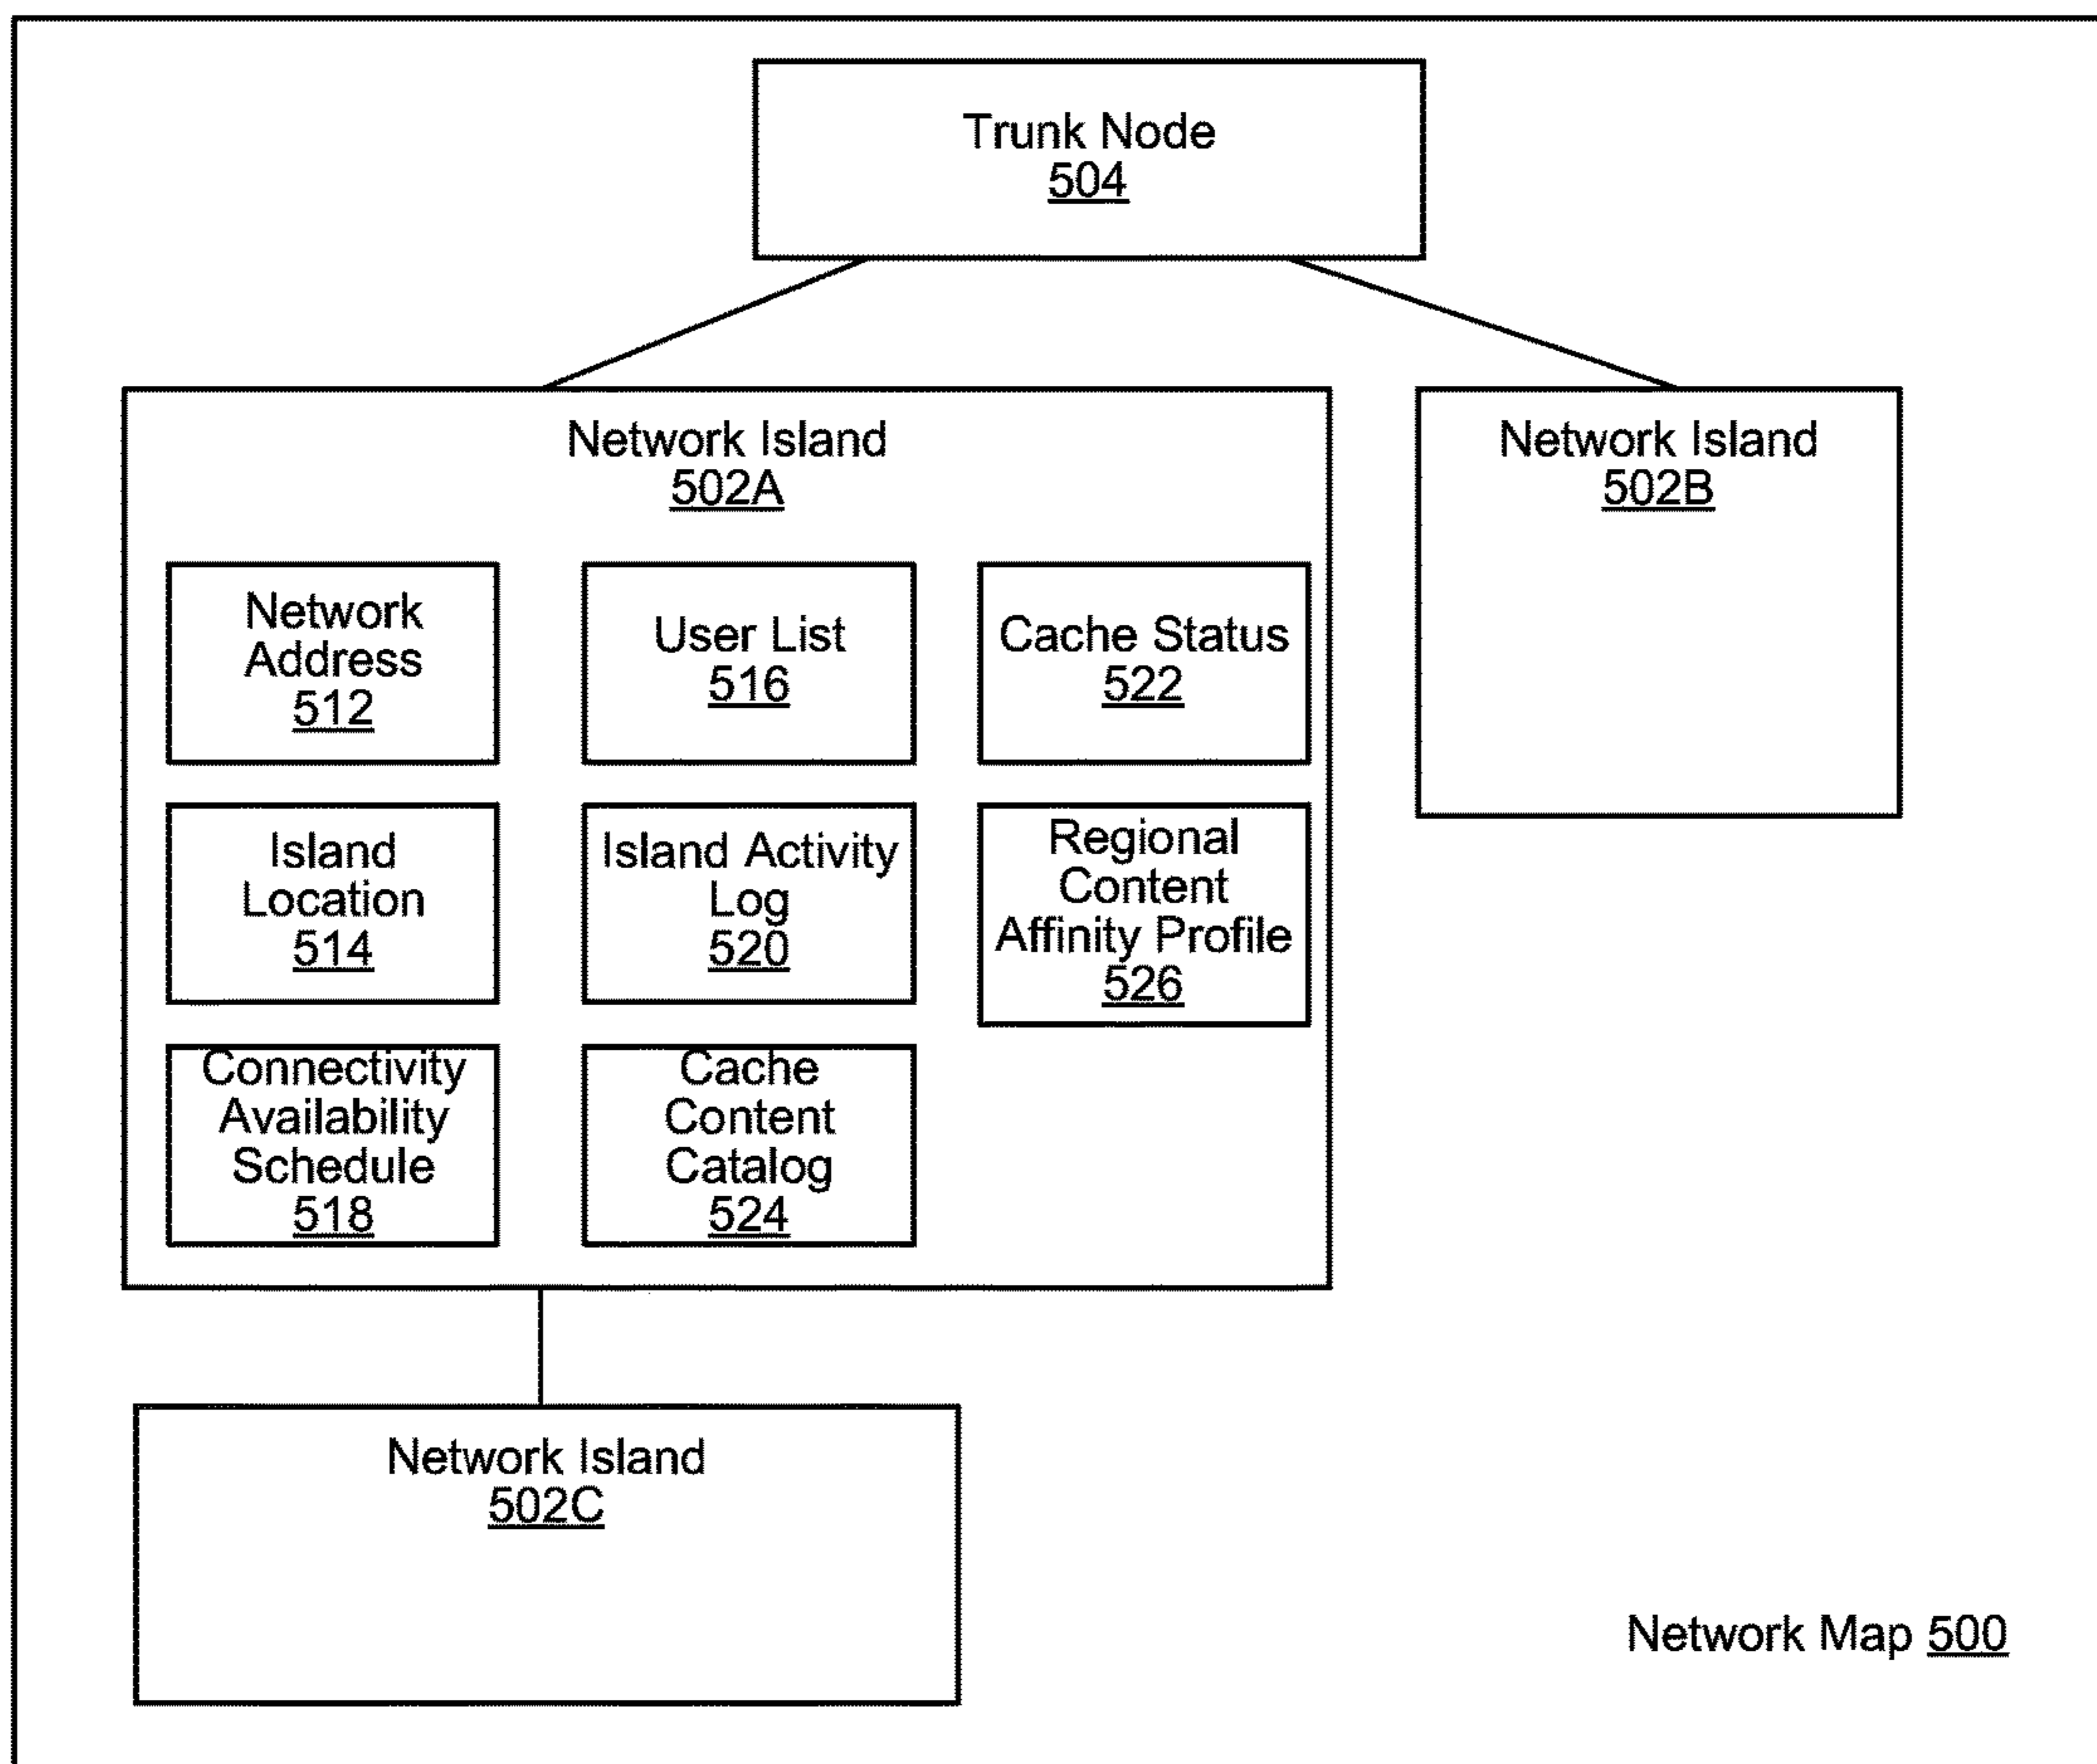 Trunk Node
504
Network Island
502A
Network Island
502B
Network
Address
512
User List
516
Cache Status
522
Island
Location
514
Island Activity
Log
520
Regional
Content
Affinity Profile
526
Connectivity
Availability
Schedule
518
Cache
Content
Catalog
524
Network Island
502C
Network Map 500